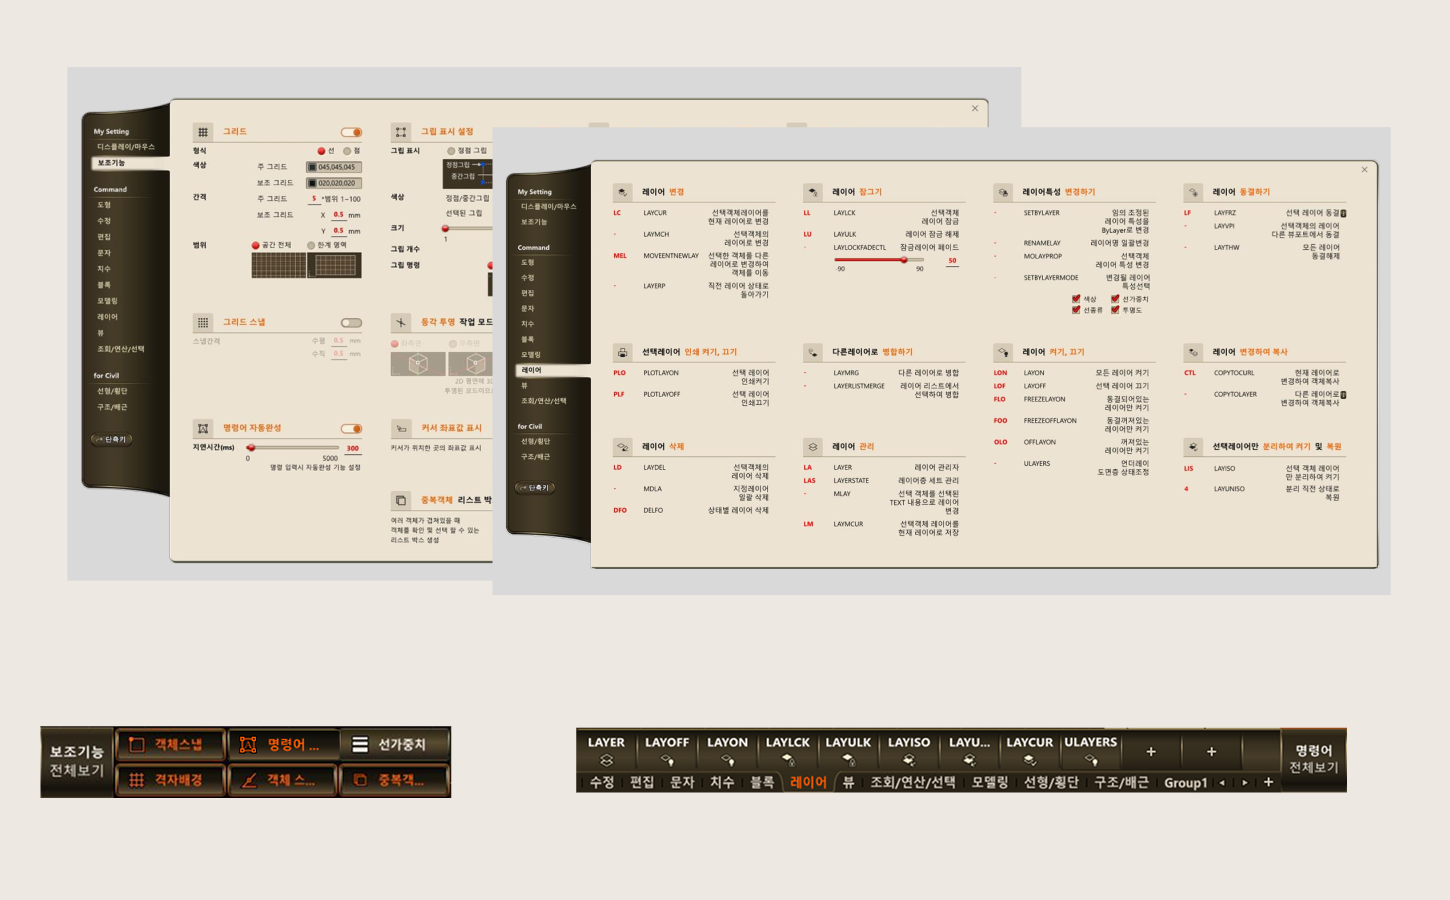 My Setting
디스플레이/마우스
보조기능
Command
도형
수정
편집
문자
치수
블록
모델링
레이어
뷰
조회/연산/선택
for Civil
선형/횡단
구조/배근
단축키
그리드
형식
선
점
색상
주 그리드
045,045,045
보조 그리드
020,020,020
간격
주 그리드
5 *범위 1~100
보조 그리드
X 0.5 mm
Y 0.5 mm
범위
공간 전체
한계 영역
그리드 스냅
스냅간격
수평 0.5 mm
수직 0.5 mm
명령어 자동완성
지연시간(ms)
300
0 5000
명령 입력시 자동완성 기능 설정
그립 표시 설정
그립 표시
정점 그립
정점그립
중간그립
색상
정점/중간그립
선택된 그립
크기
1
그립 개수
그립 명령
등각 투영 작업 모드
좌측면
우측면
커서 좌표값 표시
커서가 위치한 곳의 좌표값 표시
중복객체 리스트 박
여러 객체가 겹쳐있을 때
객체를 확인 및 선택 할 수 있는
리스트 박스 생성
My Setting
디스플레이/마우스
보조기능
Command
도형
수정
편집
문자
치수
블록
모델링
레이어
뷰
조회/연산/선택
for Civil
선형/횡단
구조/배근
단축키
레이어 변경
LC LAYCUR 선택객체레이어를
현재 레이어로 변경
- LAYMCH 선택객체의
레이어로 변경
MEL MOVEENTNEWLAY 선택한 객체를 다른
레이어로 변경하여
객체를 이동
- LAYERP 직전 레이어 상태로
돌아가기
레이어 잠그기
LL LAYLCK 선택객체
레이어 잠금
LU LAYULK 레이어 잠금 해제
- LAYLOCKFADECTL 잠금레이어 페이드
50
-90 90
레이어특성 변경하기
- SETBYLAYER 임의 조정된
레이어 특성을
ByLayer로 변경
- RENAMELAY 레이어명 일괄변경
- MOLAYPROP 선택객체
레이어 특성 변경
- SETBYLAYERMODE 변경될 레이어
특성선택
색상 선가중치
선종류 투명도
레이어 동결하기
LF LAYFRZ 선택 레이어 동결
- LAYVPI 선택객체의 레이어
다른 뷰포트에서 동결
- LAYTHW 모든 레이어
동결해제
선택레이어 인쇄 켜기, 끄기
PLO PLOTLAYON 선택 레이어
인쇄켜기
PLF PLOTLAYOFF 선택 레이어
인쇄끄기
다른레이어로 병합하기
- LAYMRG 다른 레이어로 병합
- LAYERLISTMERGE 레이어 리스트에서
선택하여 병합
레이어 켜기, 끄기
LON LAYON 모든 레이어 켜기
LOF LAYOFF 선택 레이어 끄기
FLO FREEZELAYON 동결되어있는
레이어만 켜기
FOO FREEZEOFFLAYON 동결꺼져있는
레이어만 켜기
OLO OFFLAYON 꺼져있는
레이어만 켜기
- ULAYERS 언더레이
도면층 상태조정
레이어 변경하여 복사
CTL COPYTOCURL 현재 레이어로
변경하여 객체복사
- COPYTOLAYER 다른 레이어로
변경하여 객체복사
레이어 삭제
LD LAYDEL 선택객체의
레이어 삭제
MDLA 지정레이어
일괄 삭제
DFO DELFO 상태별 레이어 삭제
레이어 관리
LA LAYER 레이어 관리자
LAS LAYERSTATE 레이어층 세트 관리
- MLAY 선택 객체를 선택된
TEXT 내용으로 레이어
변경
LM LAYMCUR 선택객체 레이어를
현재 레이어로 저장
선택레이어만 분리하여 켜기 및 복원
LIS LAYISO 선택 객체 레이어
만 분리하여 켜기
4 LAYUNISO 분리 직전 상태로
복원
보조기능
전체보기
객체스냅
명령어 ...
선가중치
격자배경
객체 스...
중복객...
LAYER LAYOFF LAYON LAYLCK LAYULK LAYISO LAYU... LAYCUR ULAYERS + +
수정 편집 문자 치수 블록 레이어 뷰 조회/연산/선택 모델링 선형/횡단 구조/배근 Group1 +
명령어
전체보기